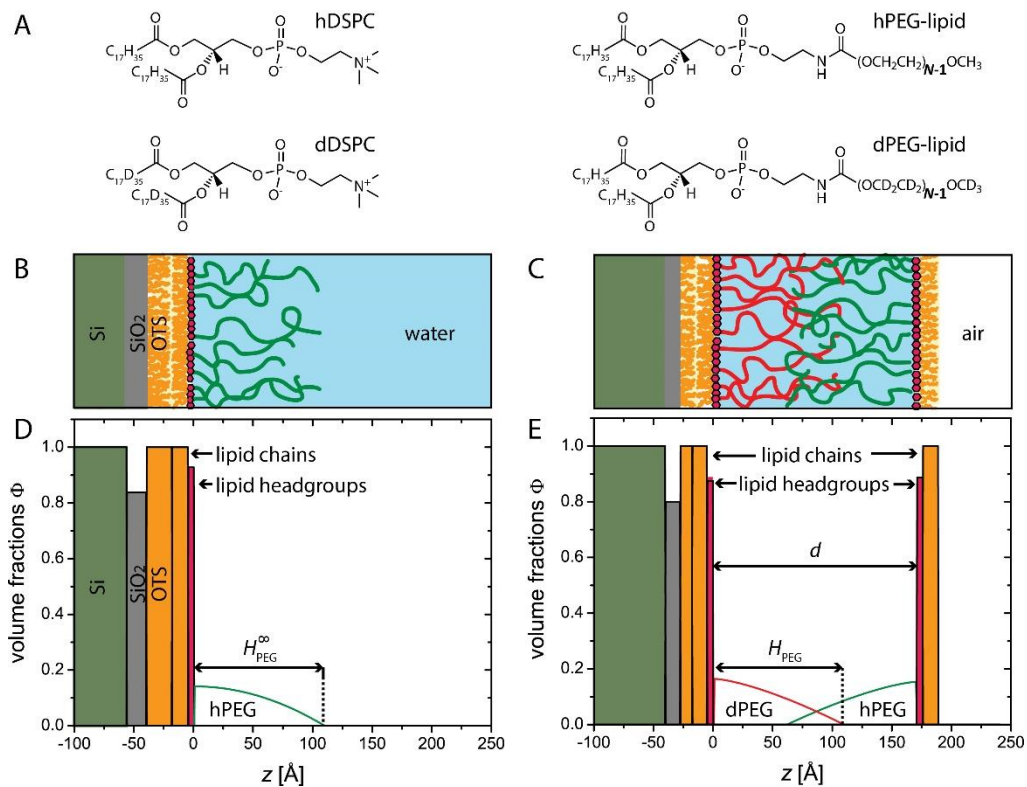 A
hDSPC
C17H35
O
O
O
P
O
O-
O
N+
C17H35
O
O
H
hPEG-lipid
C17H35
O
O
O
P
O
O-
O
N
H
O
(OCH2CH2)N-1OCH3
C17H35
O
O
H
dDSPC
C17D35
O
O
O
P
O
O-
O
N+
C17D35
O
O
H
dPEG-lipid
C17H35
O
O
O
P
O
O-
O
N
H
O
(OCD2CD2)N-1OCD3
C17H35
O
O
H
B
Si
SiO2
OTS
water
C
air
D
volume fractions Φ
1.0
0.8
0.6
0.4
0.2
0.0
Si
SiO2
OTS
lipid chains
lipid headgroups
H∞PEG
hPEG
-100 -50 0 50 100 150 200 250
z [Å]
E
volume fractions Φ
1.0
0.8
0.6
0.4
0.2
0.0
lipid chains
lipid headgroups
d
HPEG
dPEG
hPEG
-100 -50 0 50 100 150 200 250
z [Å]